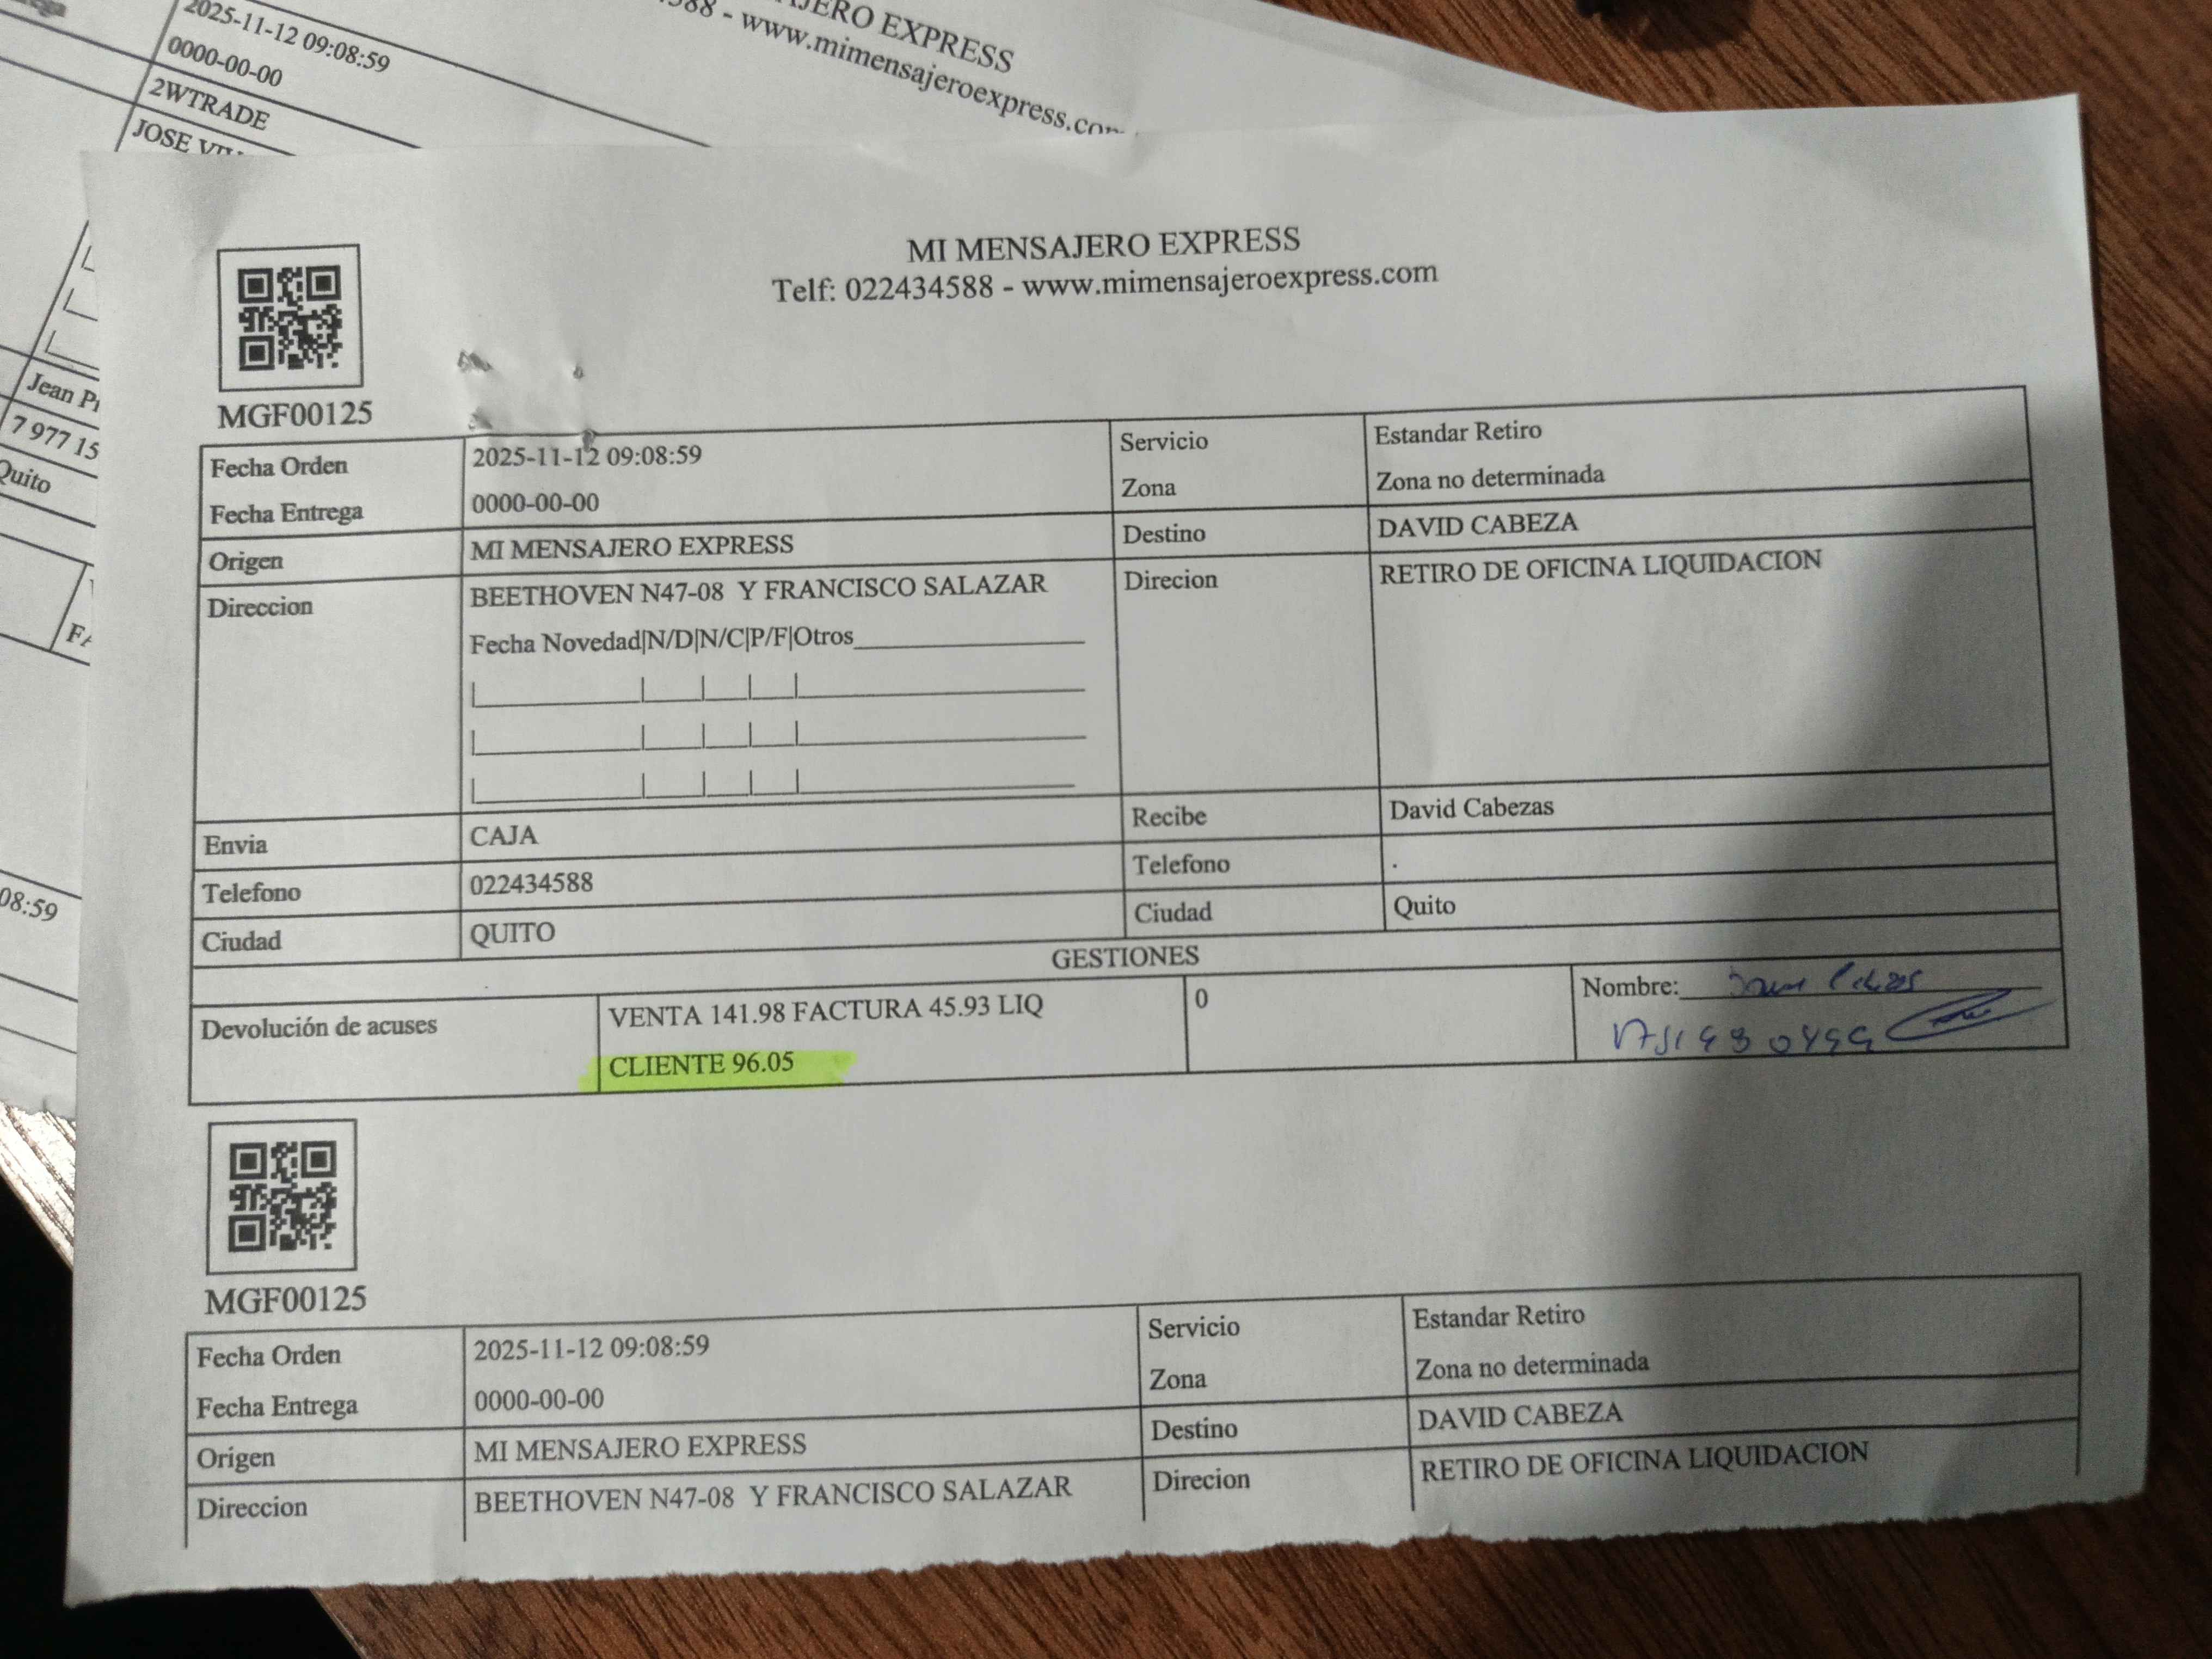 2025-11-12 09:08:59
0000-00-00
2WTRADE
JOSE
JERO EXPRESS
588 - www.mimensajeroexpress.com
Jean
7 977 15
Quito
08:59
MI MENSAJERO EXPRESS
Telf: 022434588 - www.mimensajeroexpress.com
MGF00125
Fecha Orden 2025-11-12 09:08:59 Servicio Estandar Retiro
Fecha Entrega 0000-00-00 Zona Zona no determinada
Origen MI MENSAJERO EXPRESS Destino DAVID CABEZA
Direccion BEETHOVEN N47-08 Y FRANCISCO SALAZAR Direcion RETIRO DE OFICINA LIQUIDACION
Fecha Novedad|N/D|N/C|P/F|Otros
Envia CAJA Recibe David Cabezas
Telefono 022434588 Telefono .
Ciudad QUITO Ciudad Quito
GESTIONES
Devolución de acuses VENTA 141.98 FACTURA 45.93 LIQ 0 Nombre:
CLIENTE 96.05
MGF00125
Fecha Orden 2025-11-12 09:08:59 Servicio Estandar Retiro
Fecha Entrega 0000-00-00 Zona Zona no determinada
Origen MI MENSAJERO EXPRESS Destino DAVID CABEZA
Direccion BEETHOVEN N47-08 Y FRANCISCO SALAZAR Direcion RETIRO DE OFICINA LIQUIDACION